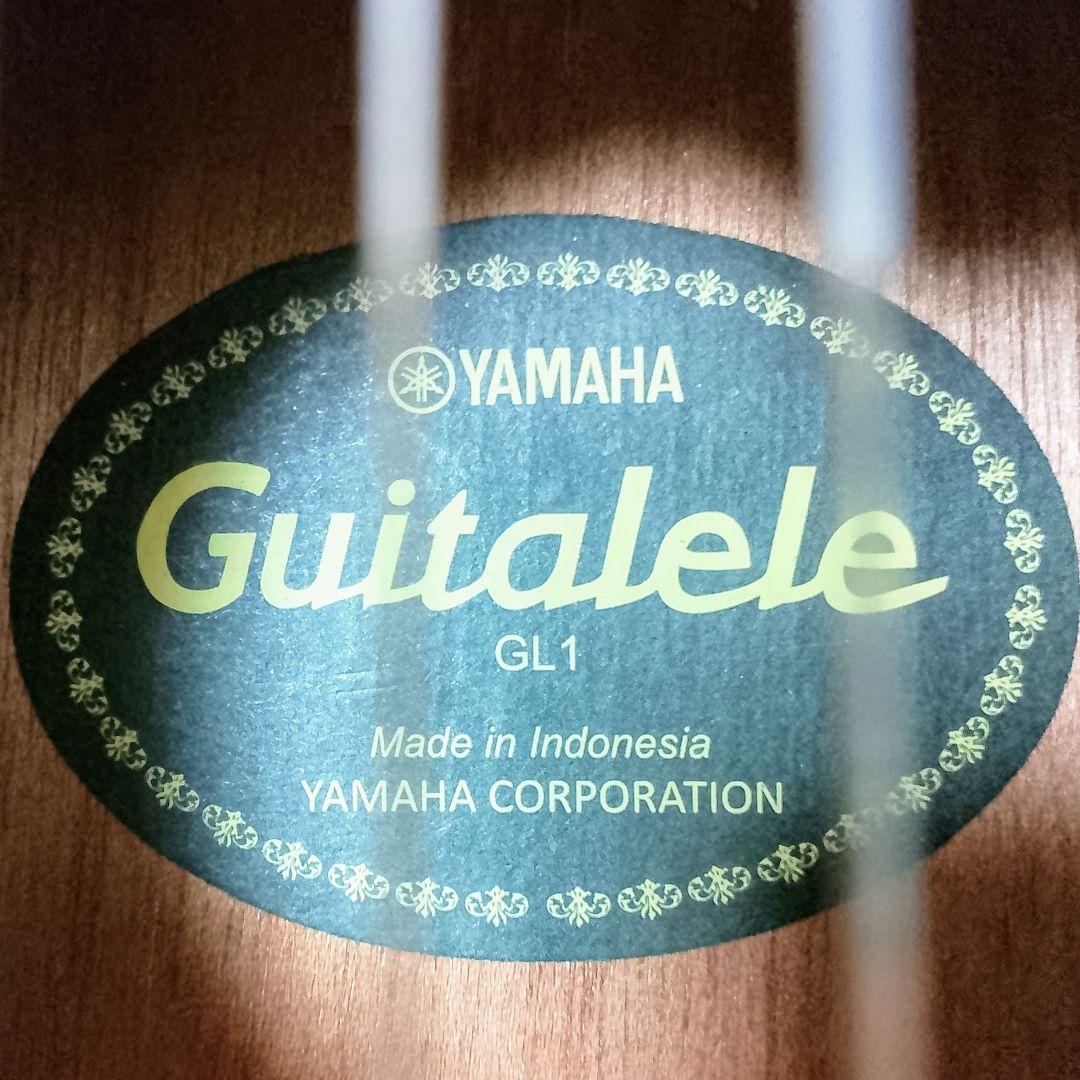 YAMAHA
Guitalele
GL1
Made in Indonesia
YAMAHA CORPORATION